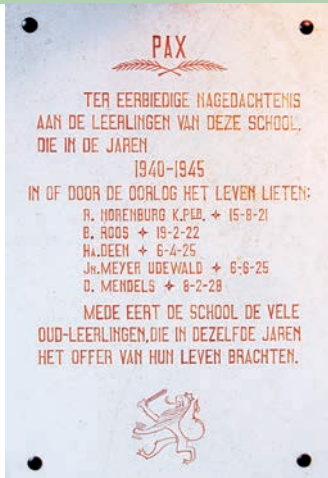 PAX
TER EERBIEDIGE NAGEDACHTENIS
AAN DE LEERLINGEN VAN DEZE SCHOOL,
DIE IN DE JAREN
1940-1945
IN OF DOOR DE OORLOG HET LEVEN LIETEN:
R. NORENBURG K.PEB. ✦ 15-8-21
B. ROOS ✦ 19-2-22
HA.DEEN ✦ 6-4-25
JH.MEYER UDEWALD ✦ 6-6-25
D. MENDELS ✦ 8-2-28
MEDE EERT DE SCHOOL DE VELE
OUD-LEERLINGEN,DIE IN DEZELFDE JAREN
HET OFFER VAN HUN LEVEN BRACHTEN.